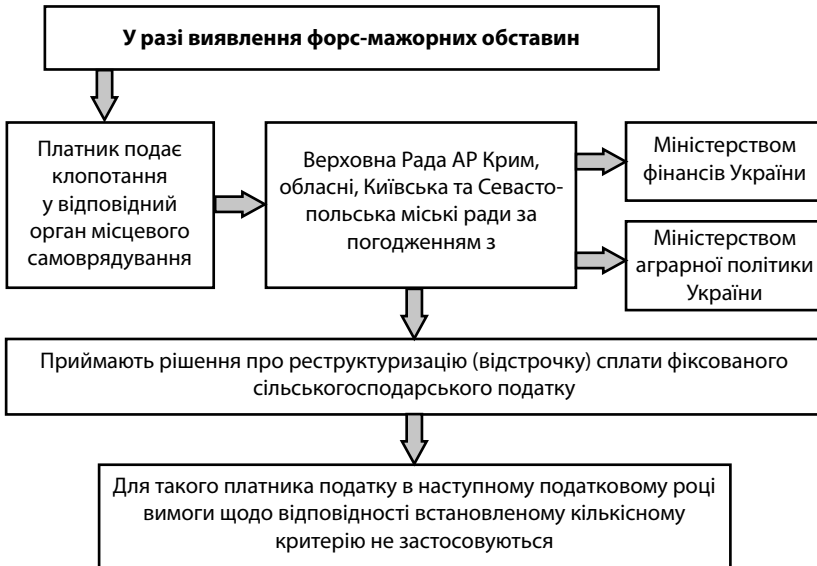 У разі виявлення форс-мажорних обставин
Платник подає
клопотання
у відповідний
орган місцевого
самоврядування
Верховна Рада АР Крим,
обласні, Київська та Севасто-
польська міські ради за
погодженням з
Міністерством
фінансів України
Міністерством
аграрної політики
України
Приймають рішення про реструктуризацію (відстрочку) сплати фіксованого
сільськогосподарського податку
Для такого платника податку в наступному податковому році
вимоги щодо відповідності встановленому кількісному
критерію не застосовуються